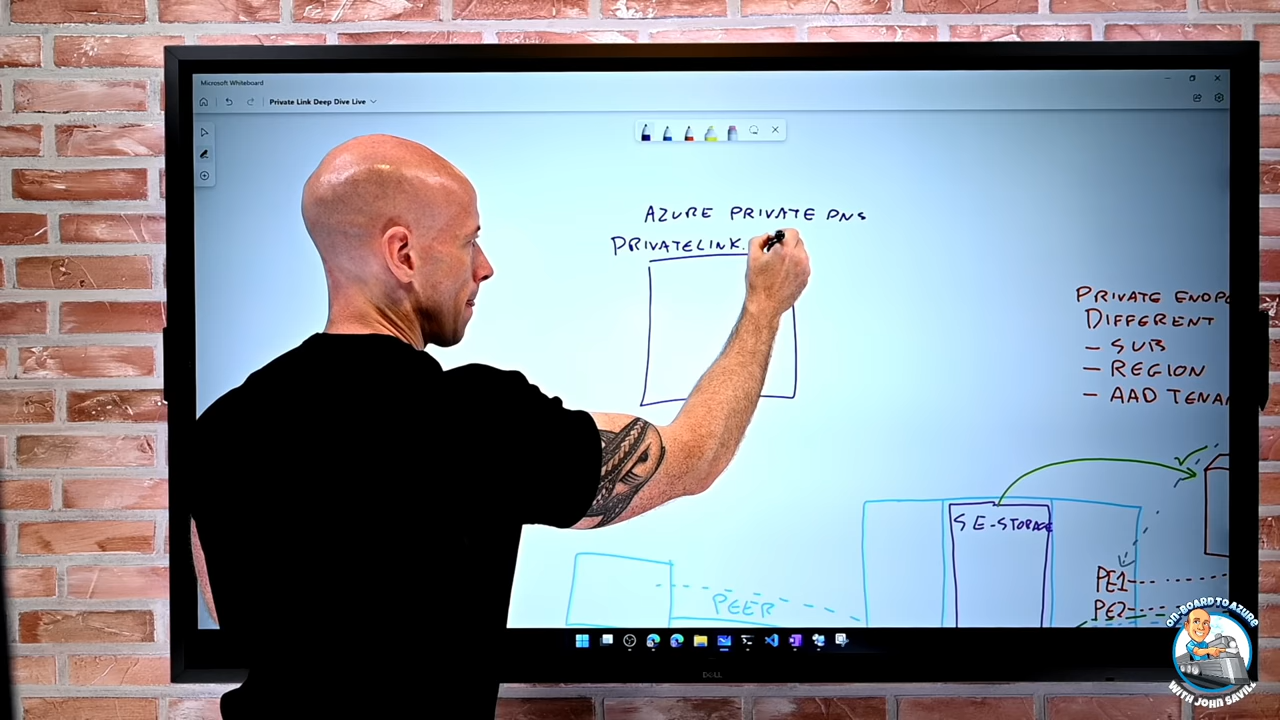 Microsoft Whiteboard
Private Link Deep Dive Live
AZURE PRIVATE DNS
PRIVATELINK.
PRIVATE ENDPO
DIFFERENT
- SUB
- REGION
- AAD TENAN
SE-STORAGE
PE1
PE2
PEER
DELL
ON-BOARD TO AZURE
WITH JOHN SAVILL